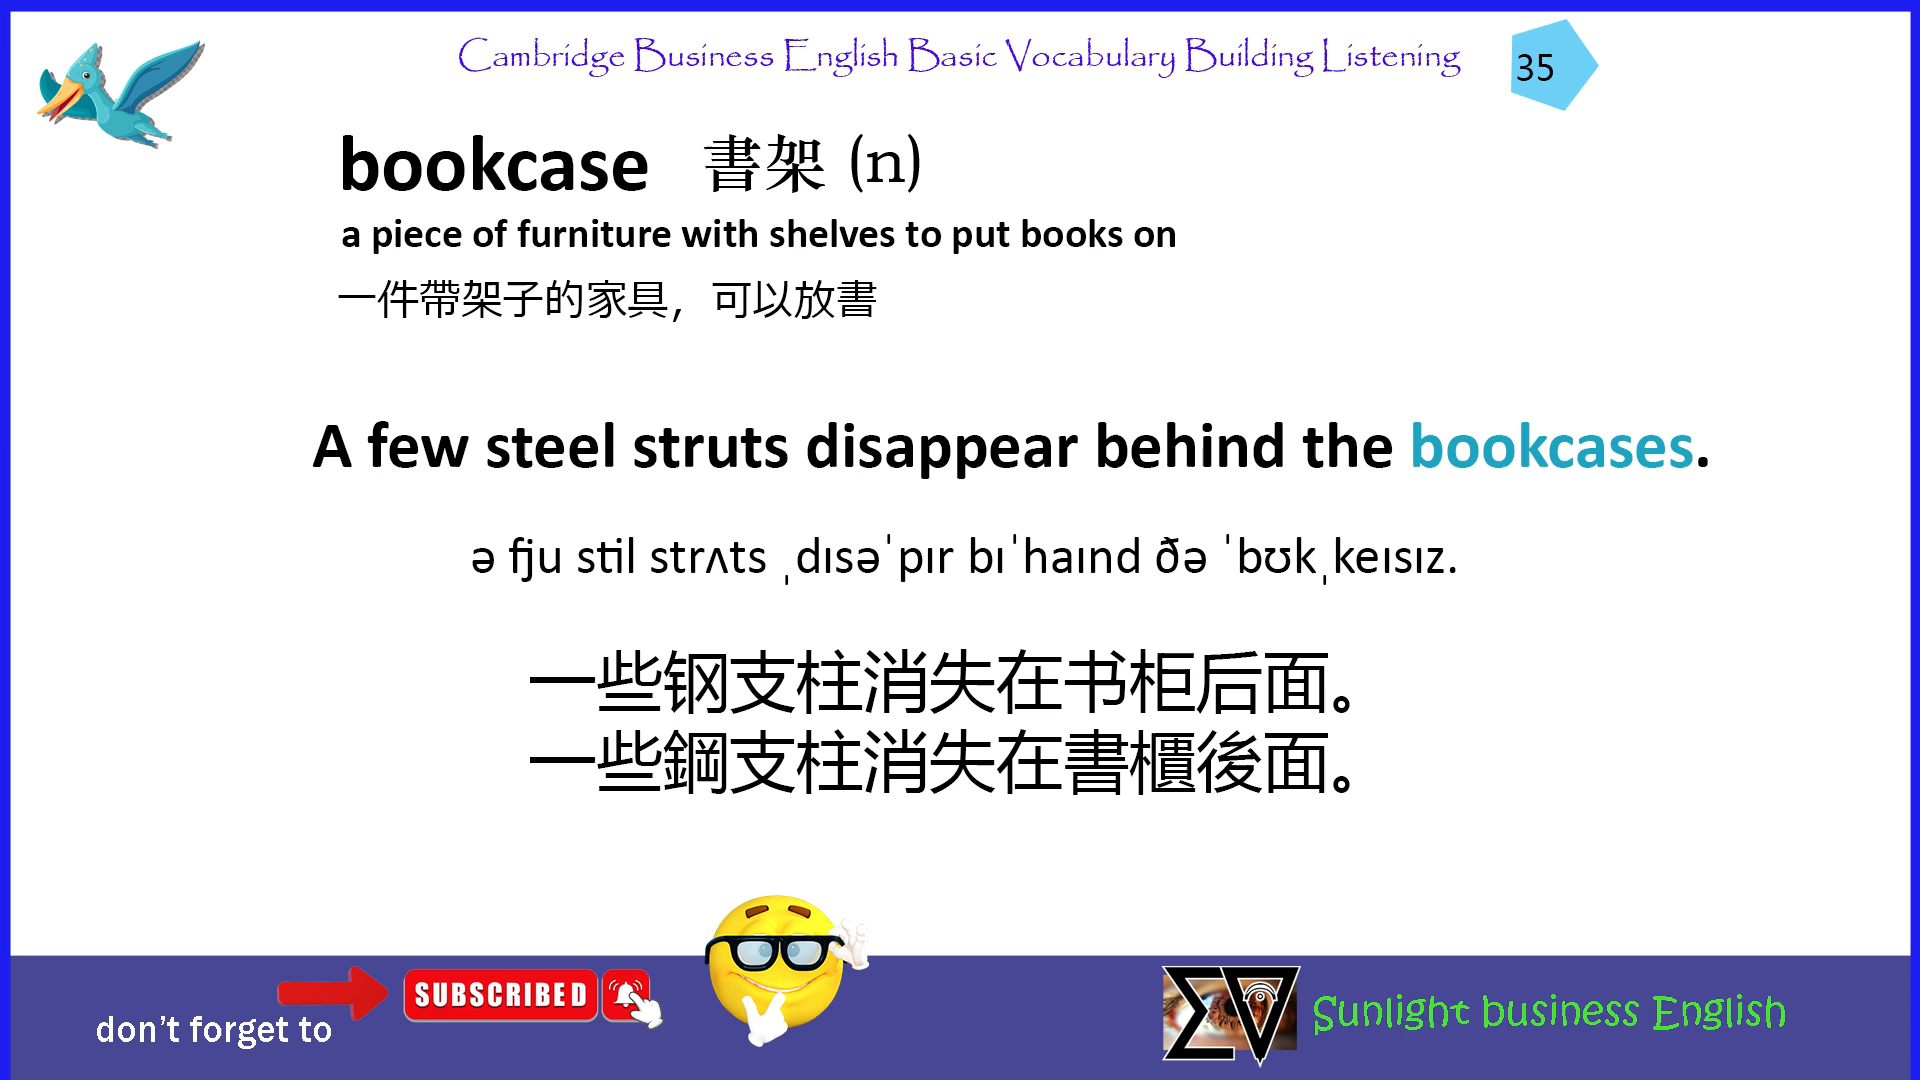 Cambridge Business English Basic Vocabulary Building Listening
35
bookcase 書架 (n)
a piece of furniture with shelves to put books on
一件帶架子的家具，可以放書
A few steel struts disappear behind the bookcases.
ə fju stil strʌts ˌdɪsəˈpɪr bɪˈhaɪnd ðə ˈbʊkˌkeɪsɪz.
一些钢支柱消失在书柜后面。
一些鋼支柱消失在書櫃後面。
don't forget to
SUBSCRIBED
Sunlight business English